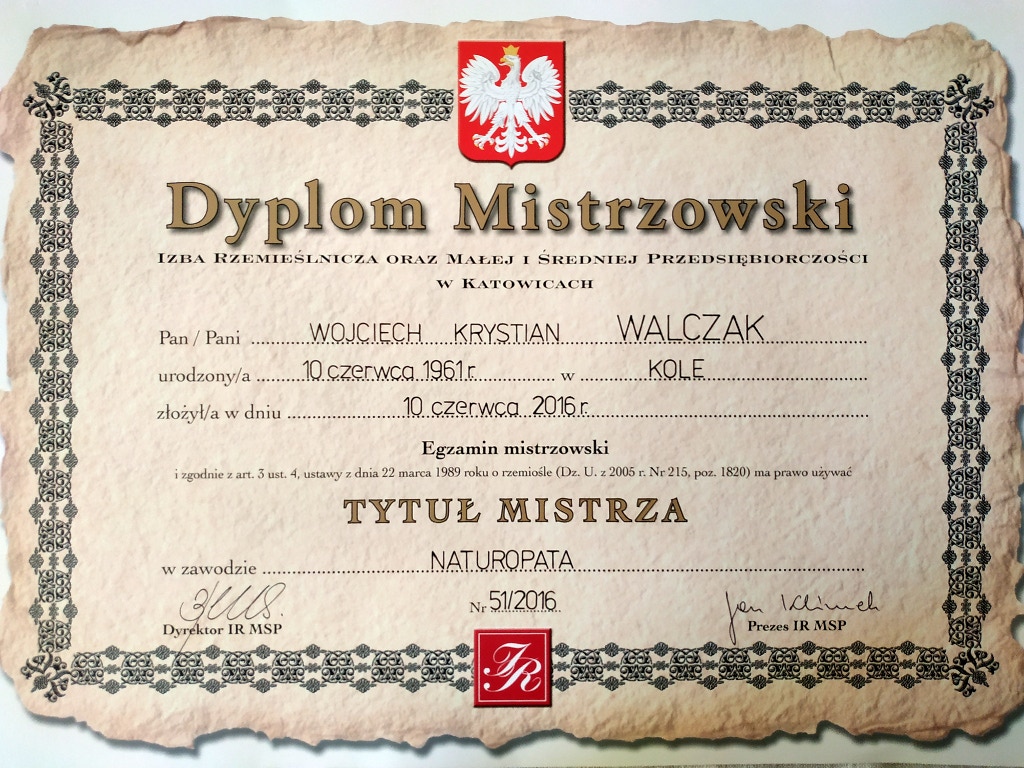 Dyplom Mistrzowski
Izba Rzemieślnicza oraz Małej i Średniej Przedsiębiorczości
w Katowicach
Pan / Pani WOJCIECH KRYSTIAN WALCZAK
urodzony/a 10 czerwca 1961 r. w KOLE
złożył/a w dniu 10 czerwca 2016 r.
Egzamin mistrzowski
i zgodnie z art. 3 ust. 4, ustawy z dnia 22 marca 1989 roku o rzemiośle (Dz. U. z 2005 r. Nr 215, poz. 1820) ma prawo używać
TYTUŁ MISTRZA
w zawodzie NATUROPATA
Nr 51/2016
Jan Klimek
Dyrektor IR MSP
Prezes IR MSP
IR